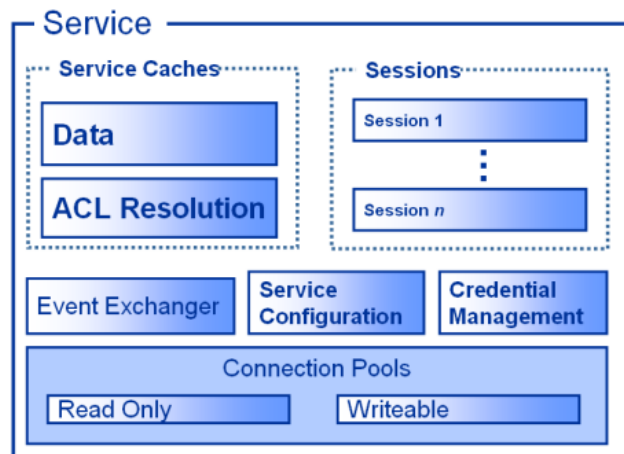 Service
Service Caches
Data
ACL Resolution
Sessions
Session 1
Session n
Event Exchanger
Service
Configuration
Credential
Management
Connection Pools
Read Only
Writeable